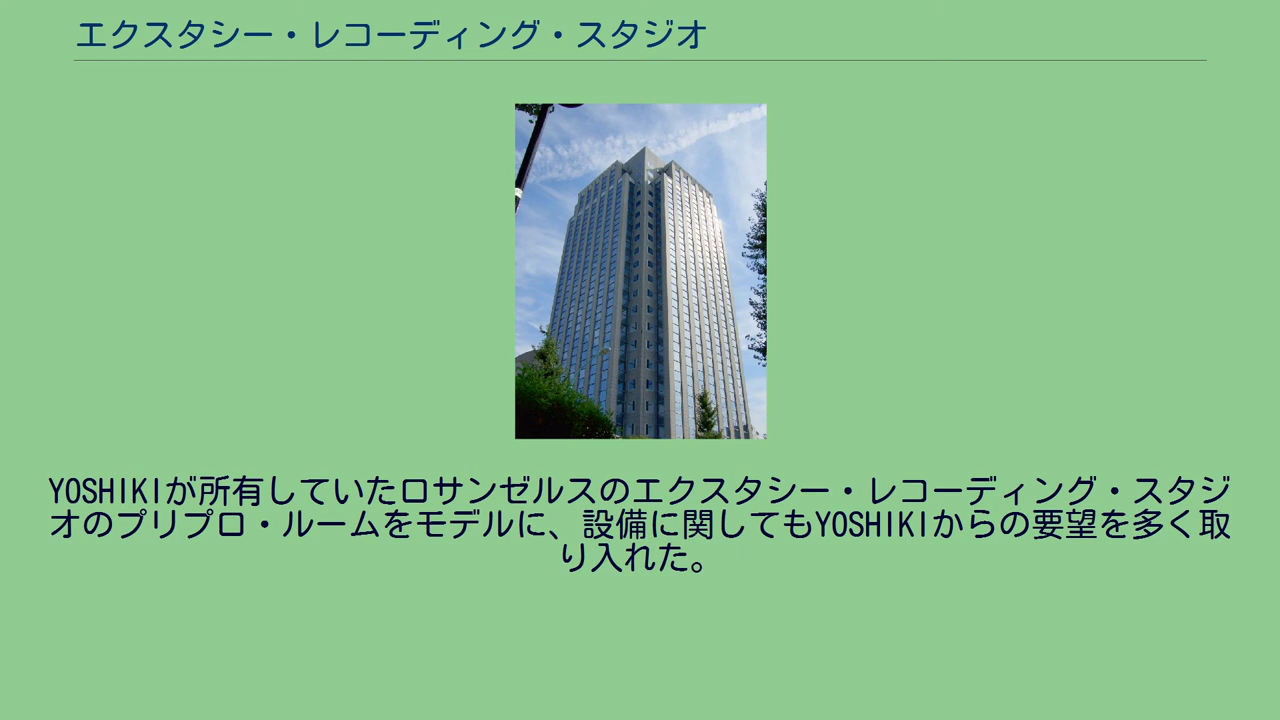 エクスタシー・レコーディング・スタジオ
YOSHIKIが所有していたロサンゼルスのエクスタシー・レコーディング・スタジ
オのプリプロ・ルームをモデルに、設備に関してもYOSHIKIからの要望を多く取
り入れた。